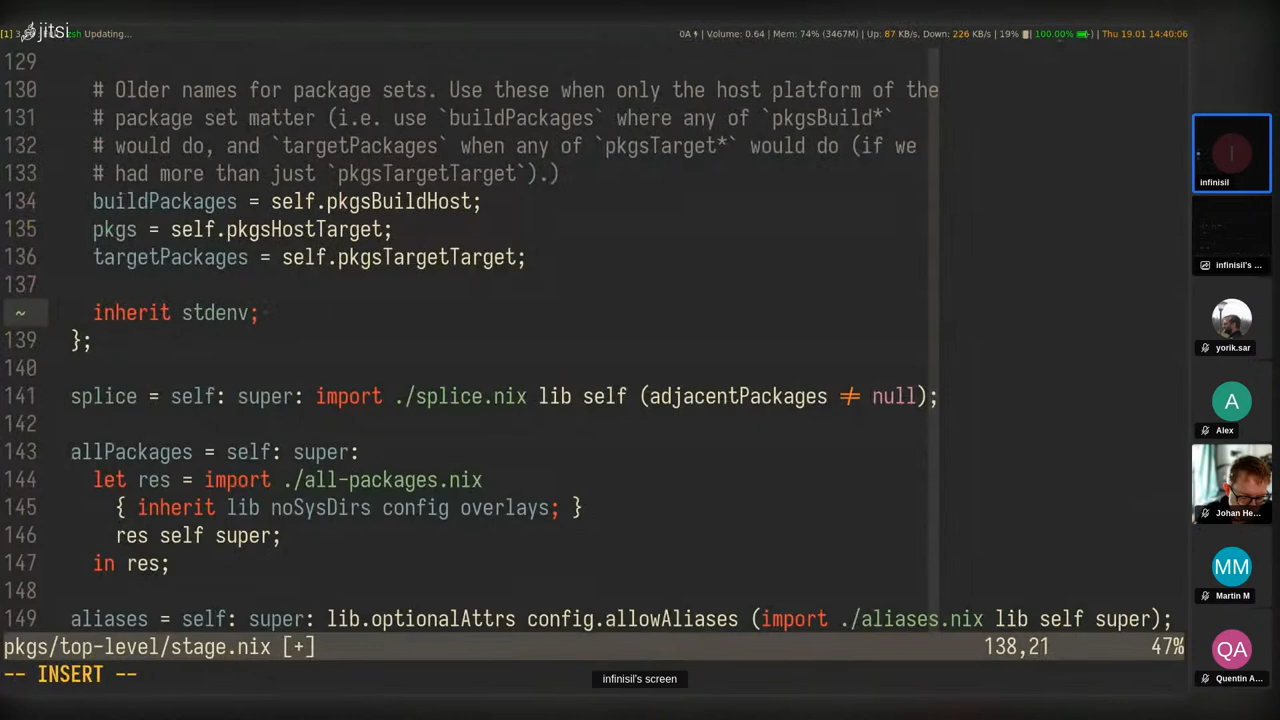 jitsi
[1] 3 zsh Updating... 0A | Volume: 0.64 | Mem: 74% (3467M) | Up: 87 KB/s, Down: 226 KB/s | 19% | 100.00% ) | Thu 19.01 14:40:06
129
130 # Older names for package sets. Use these when only the host platform of the
131 # package set matter (i.e. use `buildPackages` where any of `pkgsBuild*`
132 # would do, and `targetPackages` when any of `pkgsTarget*` would do (if we
133 # had more than just `pkgsTargetTarget`).)
134 buildPackages = self.pkgsBuildHost;
135 pkgs = self.pkgsHostTarget;
136 targetPackages = self.pkgsTargetTarget;
137
~ inherit stdenv;
139 };
140
141 splice = self: super: import ./splice.nix lib self (adjacentPackages ≠ null);
142
143 allPackages = self: super:
144 let res = import ./all-packages.nix
145 { inherit lib noSysDirs config overlays; }
146 res self super;
147 in res;
148
149 aliases = self: super: lib.optionalAttrs config.allowAliases (import ./aliases.nix lib self super);
pkgs/top-level/stage.nix [+] 138,21 47%
-- INSERT --
infinisil's screen
I
infinisil
infinisil's ...
yorik.sar
A
Alex
Johan He...
MM
Martin M
QA
Quentin A...